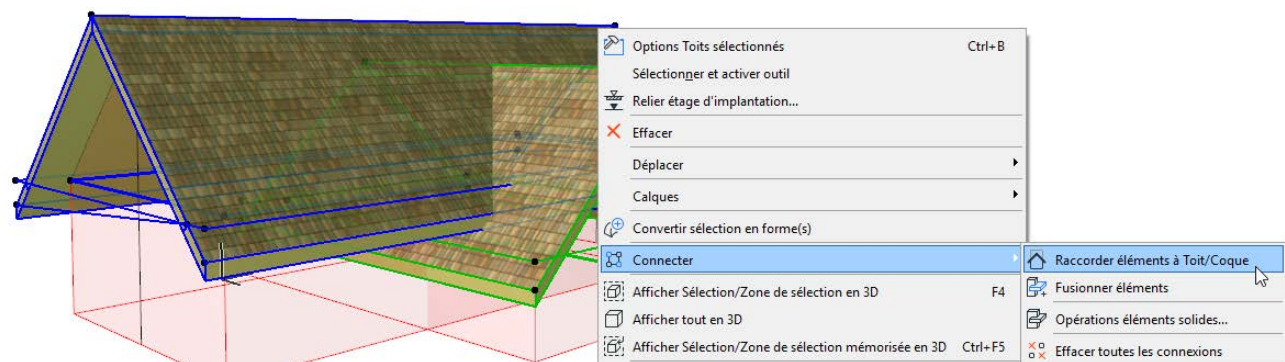 Options Toits sélectionnés Ctrl+B
Sélectionner et activer outil
Relier étage d'implantation...
Effacer
Déplacer
Calques
Convertir sélection en forme(s)
Connecter
Raccorder éléments à Toit/Coque
Afficher Sélection/Zone de sélection en 3D F4
Fusionner éléments
Afficher tout en 3D
Opérations éléments solides...
Afficher Sélection/Zone de sélection mémorisée en 3D Ctrl+F5
Effacer toutes les connexions